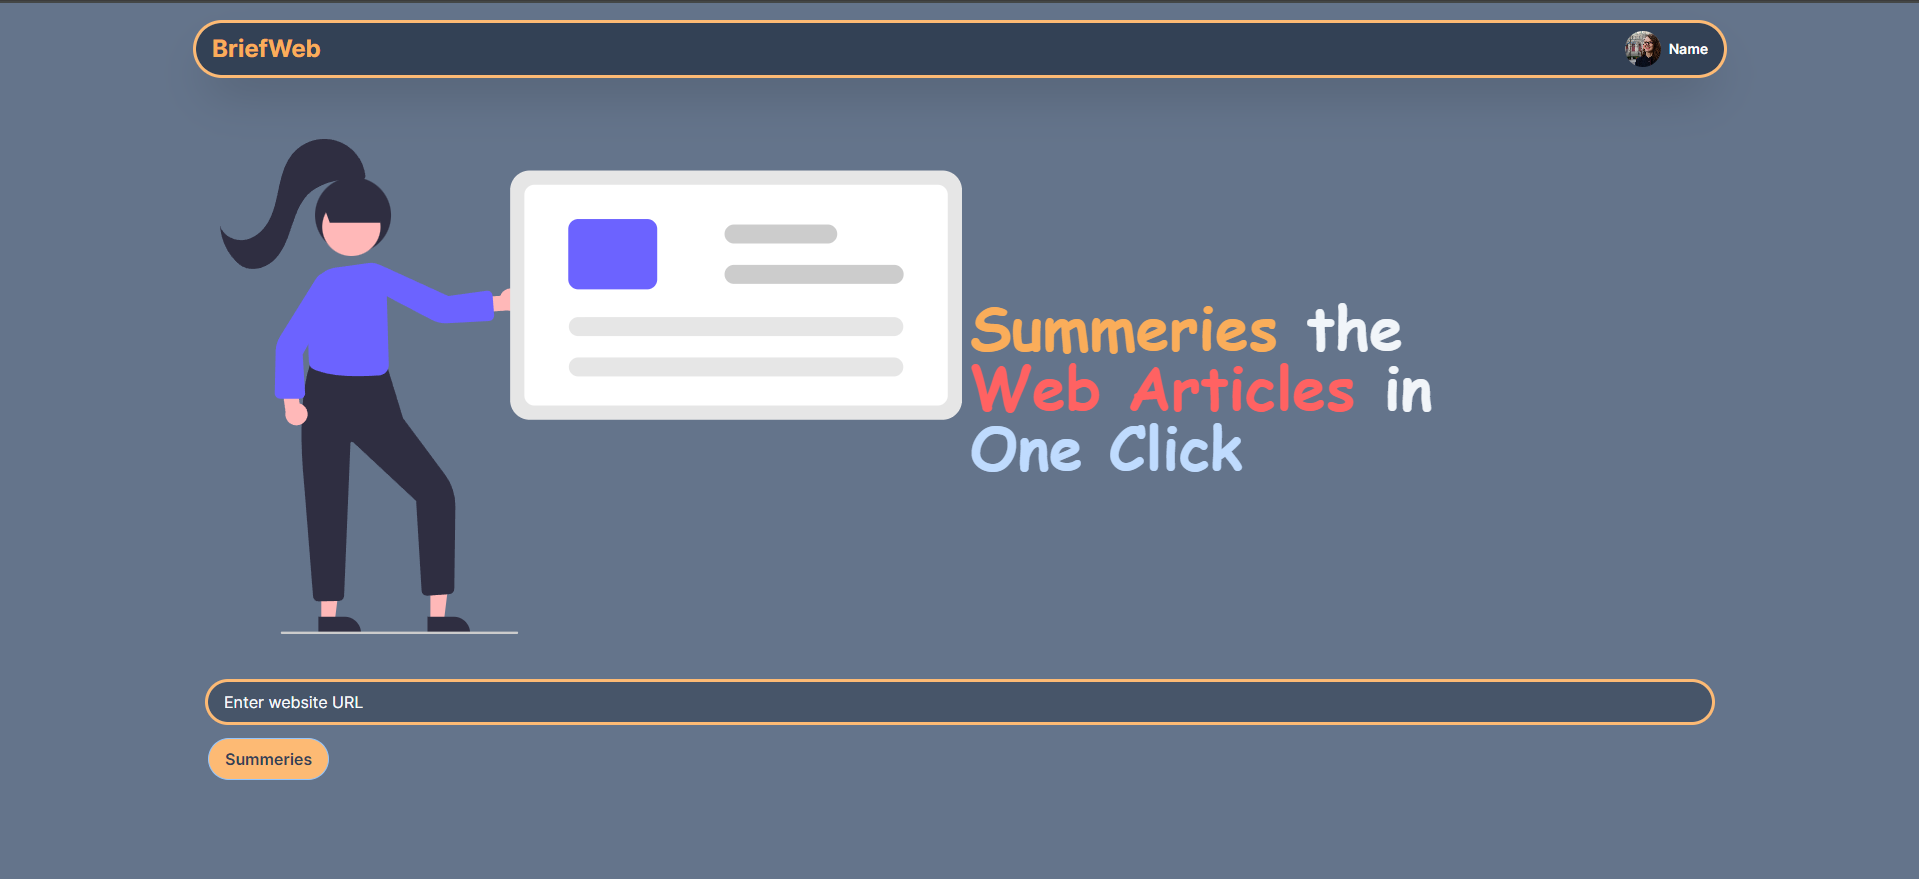 BriefWeb
Name
Summeries the
Web Articles in
One Click
Enter website URL
Summeries